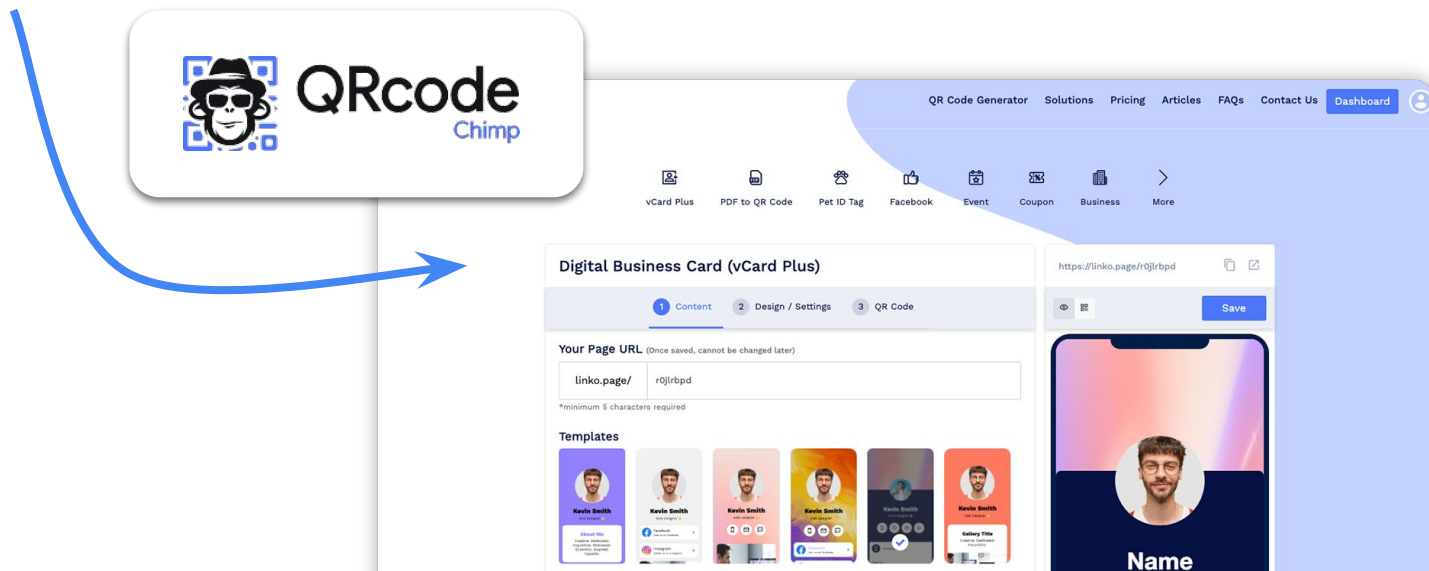 QRcode
Chimp
QR Code Generator Solutions Pricing Articles FAQs Contact Us Dashboard
vCard Plus PDF to QR Code Pet ID Tag Facebook Event Coupon Business More
Digital Business Card (vCard Plus)
https://linko.page/r0jlrbpd
1 Content 2 Design / Settings 3 QR Code
Save
Your Page URL (Once saved, cannot be changed later)
linko.page/ r0jlrbpd
*minimum 5 characters required
Templates
Kevin Smith Kevin Smith Kevin Smith Kevin Smith Kevin Smith Kevin Smith
About Me Facebook Gallery Title
Instagram
Name